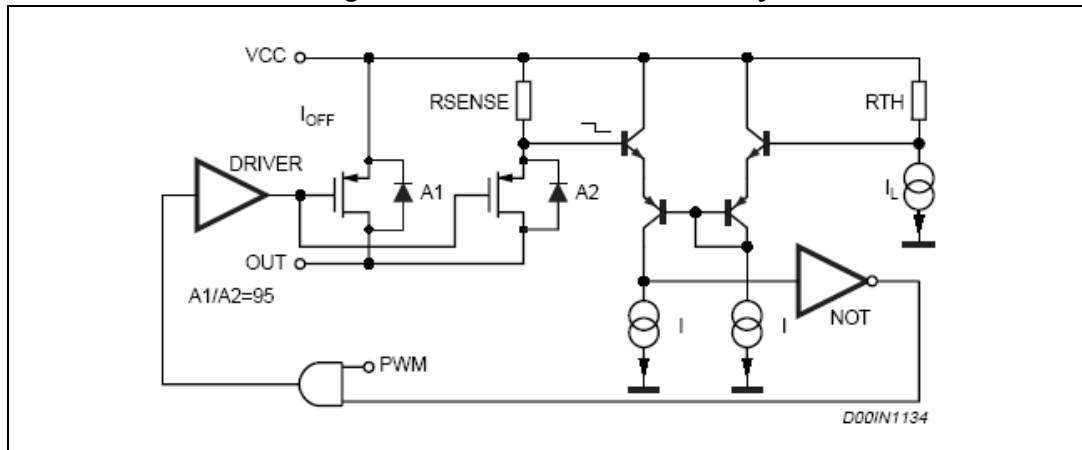 VCC
RSENSE
RTH
IOFF
DRIVER
A1
A2
IL
OUT
A1/A2=95
I
I
NOT
PWM
D00IN1134